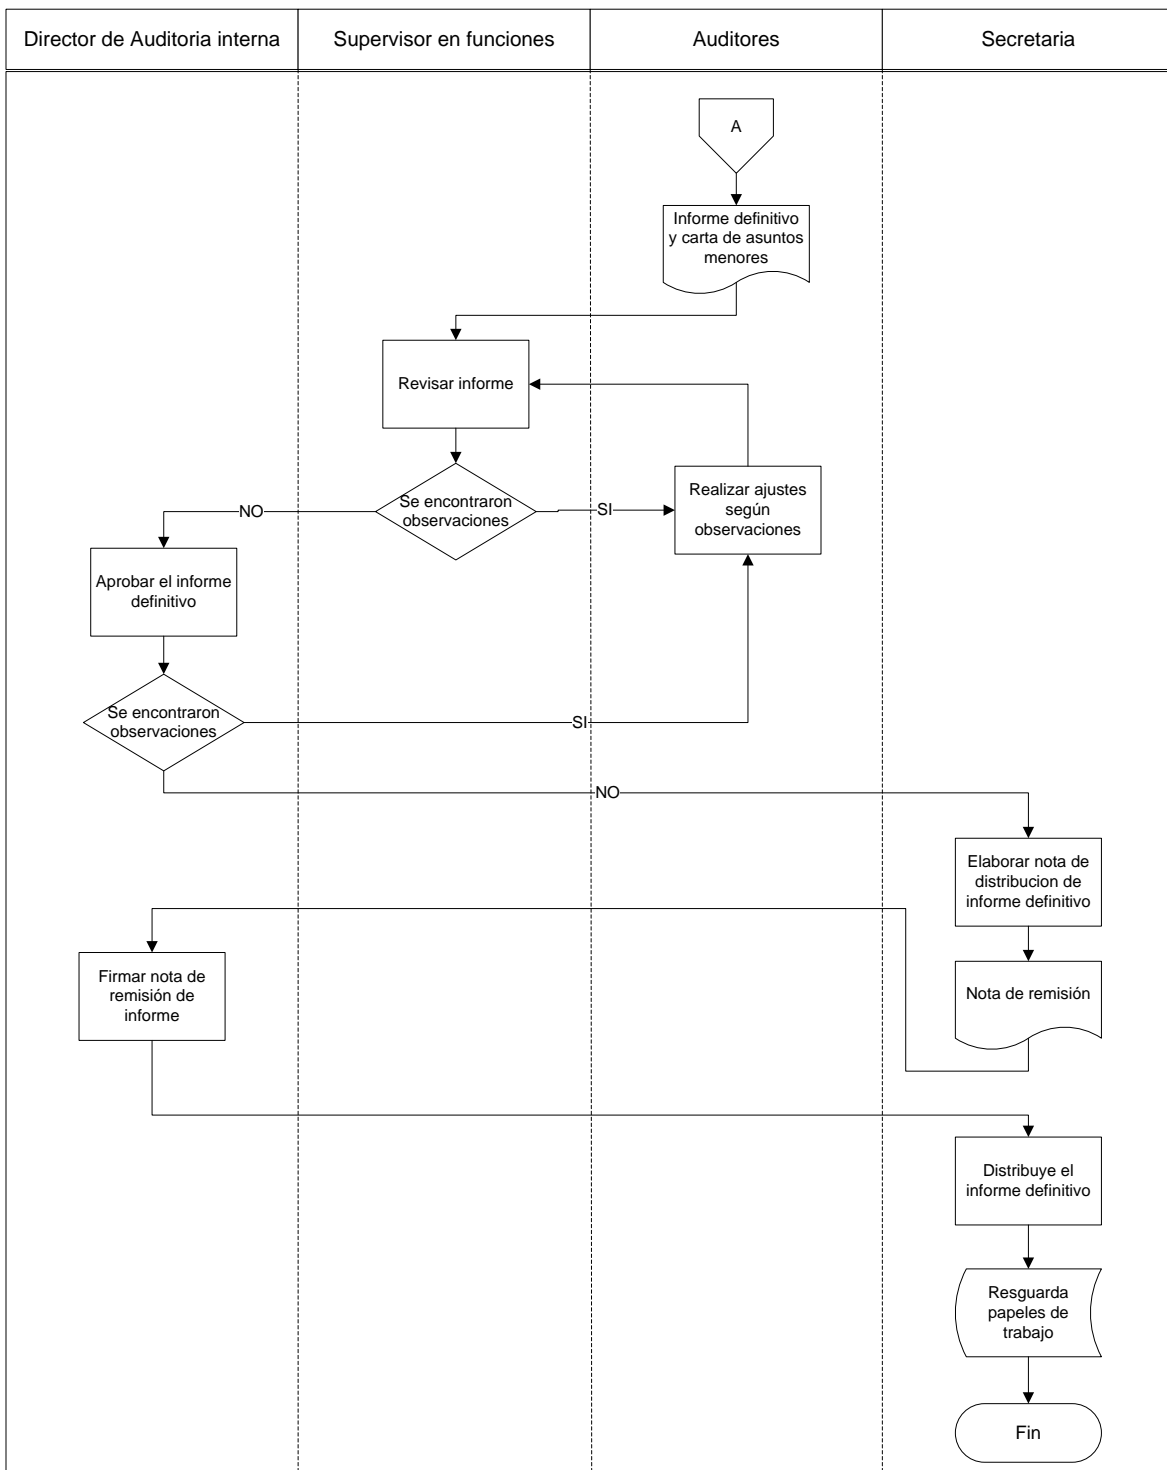 Director de Auditoria interna
Supervisor en funciones
Auditores
Secretaria
A
Informe definitivo
y carta de asuntos
menores
Revisar informe
Se encontraron
observaciones
NO
SI
Realizar ajustes
según
observaciones
Aprobar el informe
definitivo
Se encontraron
observaciones
SI
NO
Elaborar nota de
distribucion de
informe definitivo
Firmar nota de
remisión de
informe
Nota de remisión
Distribuye el
informe definitivo
Resguarda
papeles de
trabajo
Fin